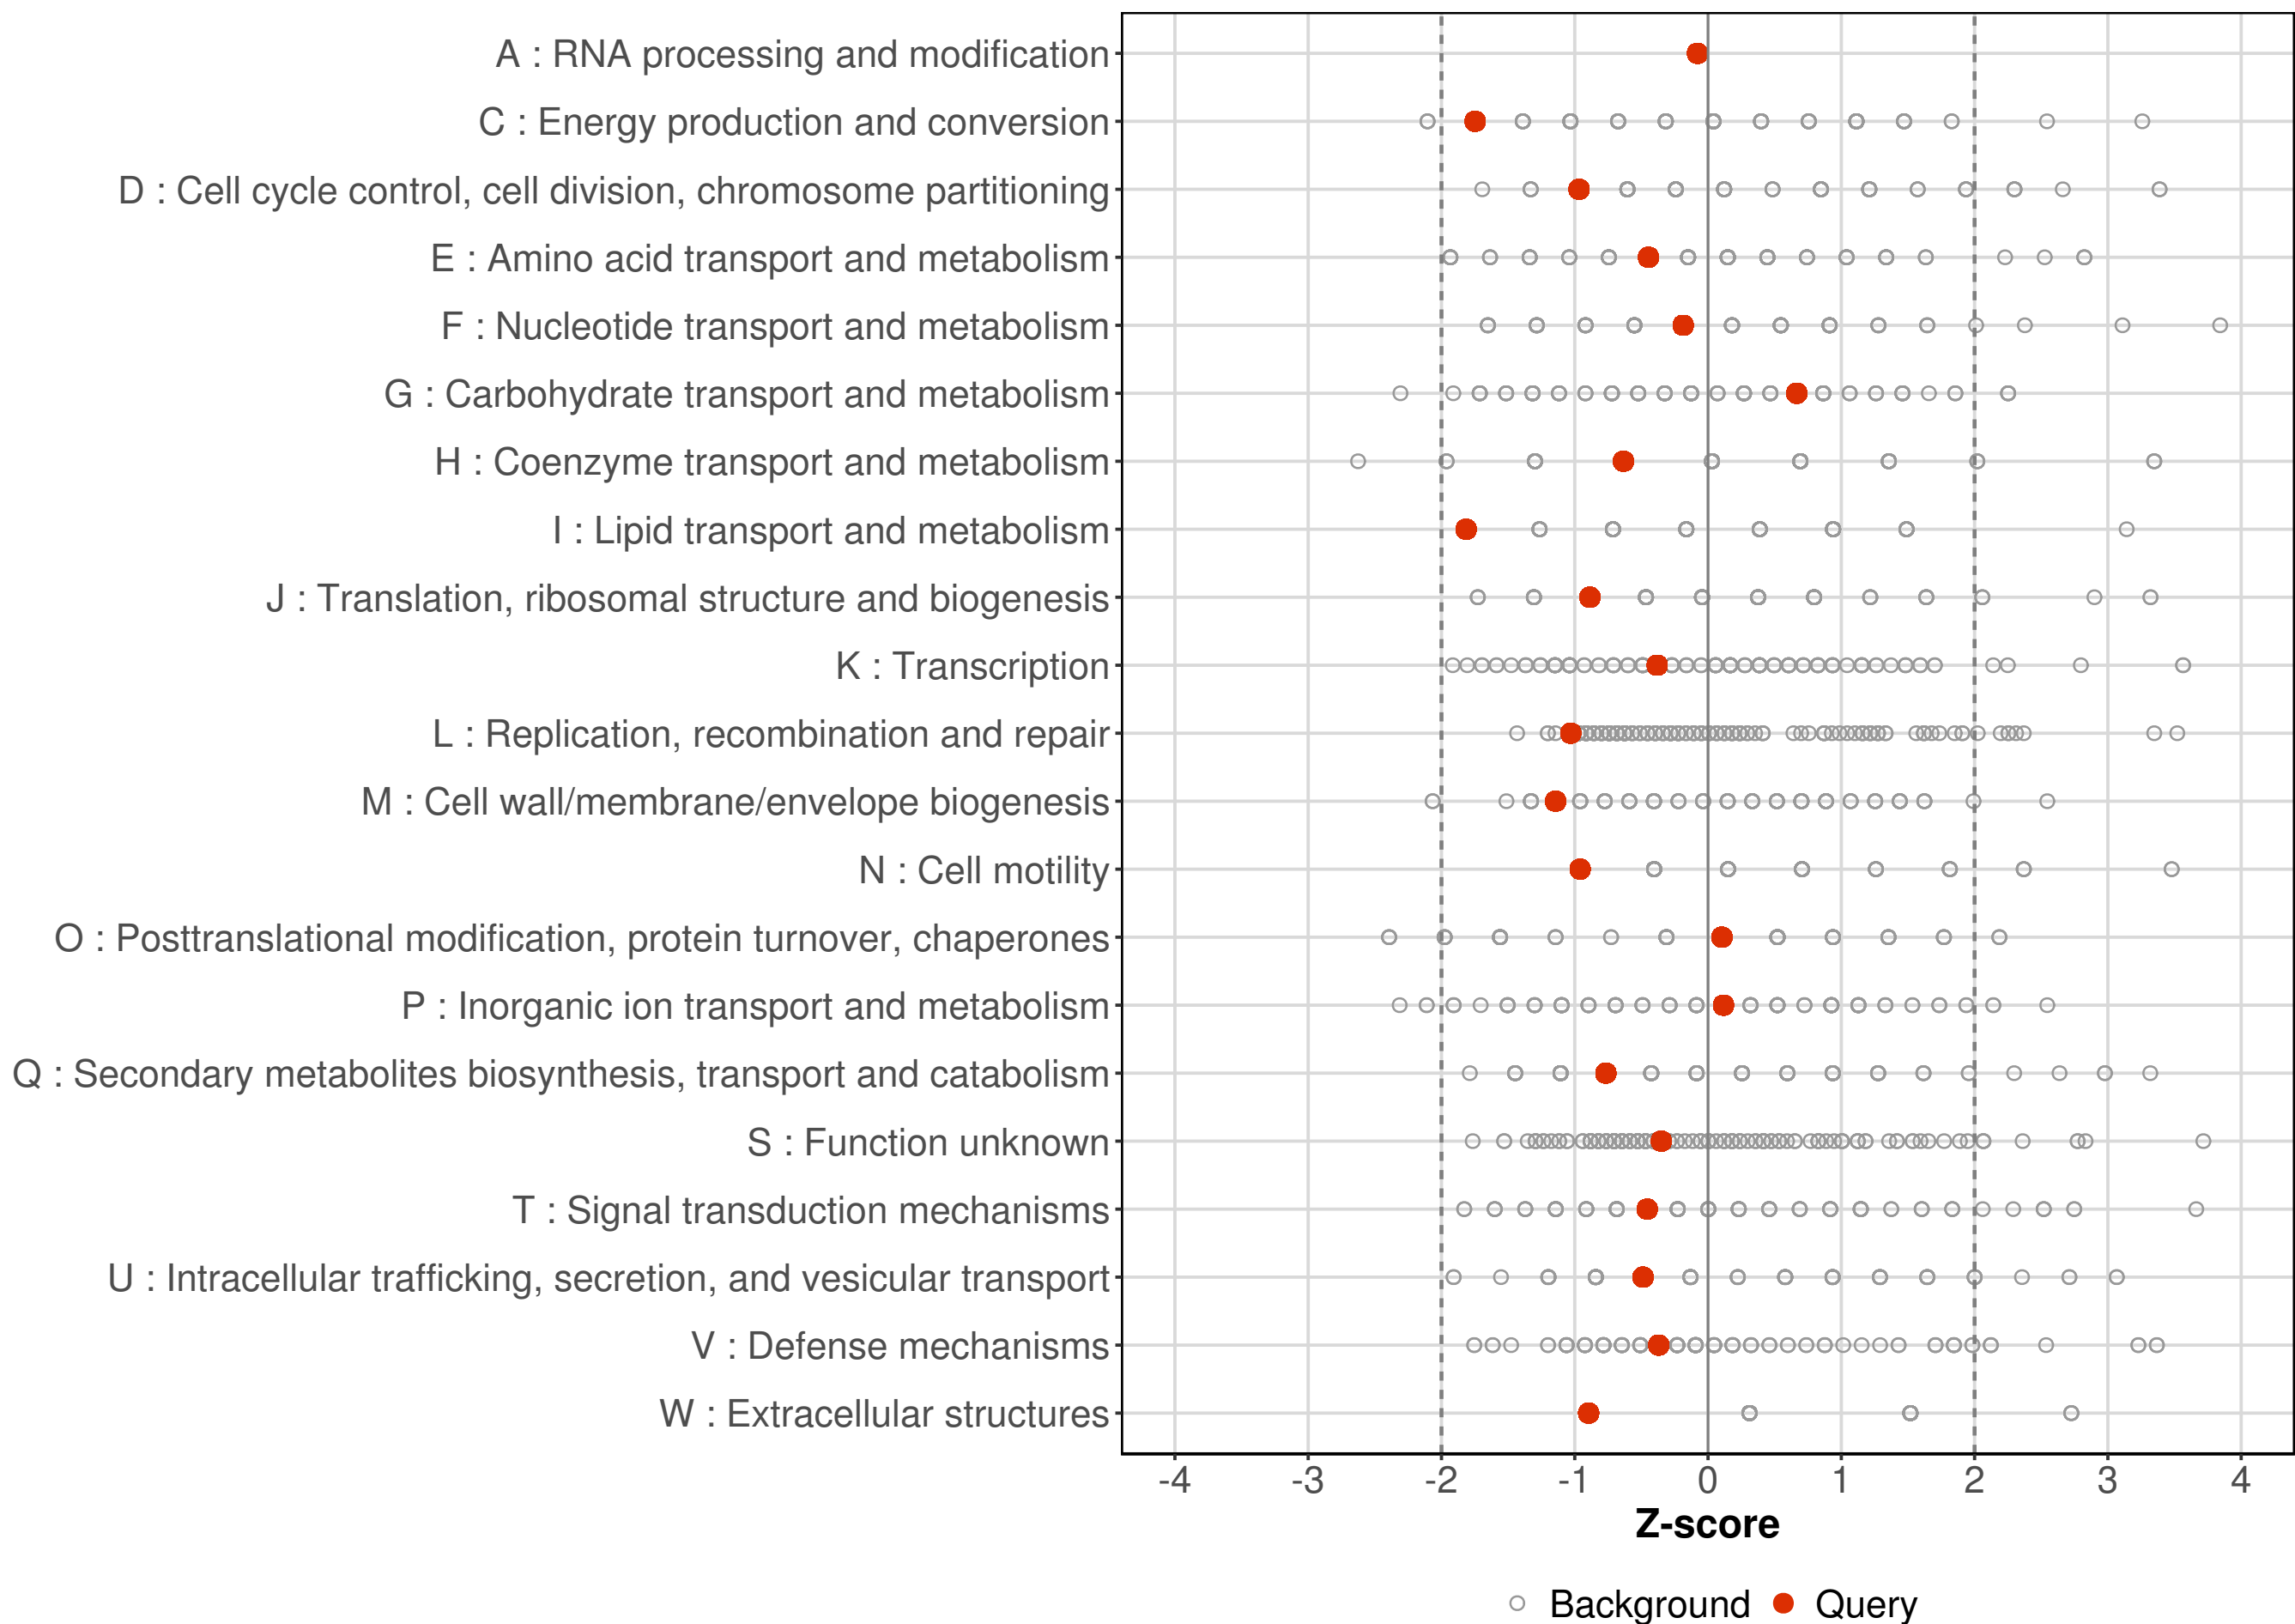 A : RNA processing and modification
C : Energy production and conversion
D : Cell cycle control, cell division, chromosome partitioning
E : Amino acid transport and metabolism
F : Nucleotide transport and metabolism
G : Carbohydrate transport and metabolism
H : Coenzyme transport and metabolism
I : Lipid transport and metabolism
J : Translation, ribosomal structure and biogenesis
K : Transcription
L : Replication, recombination and repair
M : Cell wall/membrane/envelope biogenesis
N : Cell motility
O : Posttranslational modification, protein turnover, chaperones
P : Inorganic ion transport and metabolism
Q : Secondary metabolites biosynthesis, transport and catabolism
S : Function unknown
T : Signal transduction mechanisms
U : Intracellular trafficking, secretion, and vesicular transport
V : Defense mechanisms
W : Extracellular structures
-4 -3 -2 -1 0 1 2 3 4
Z-score
Background Query